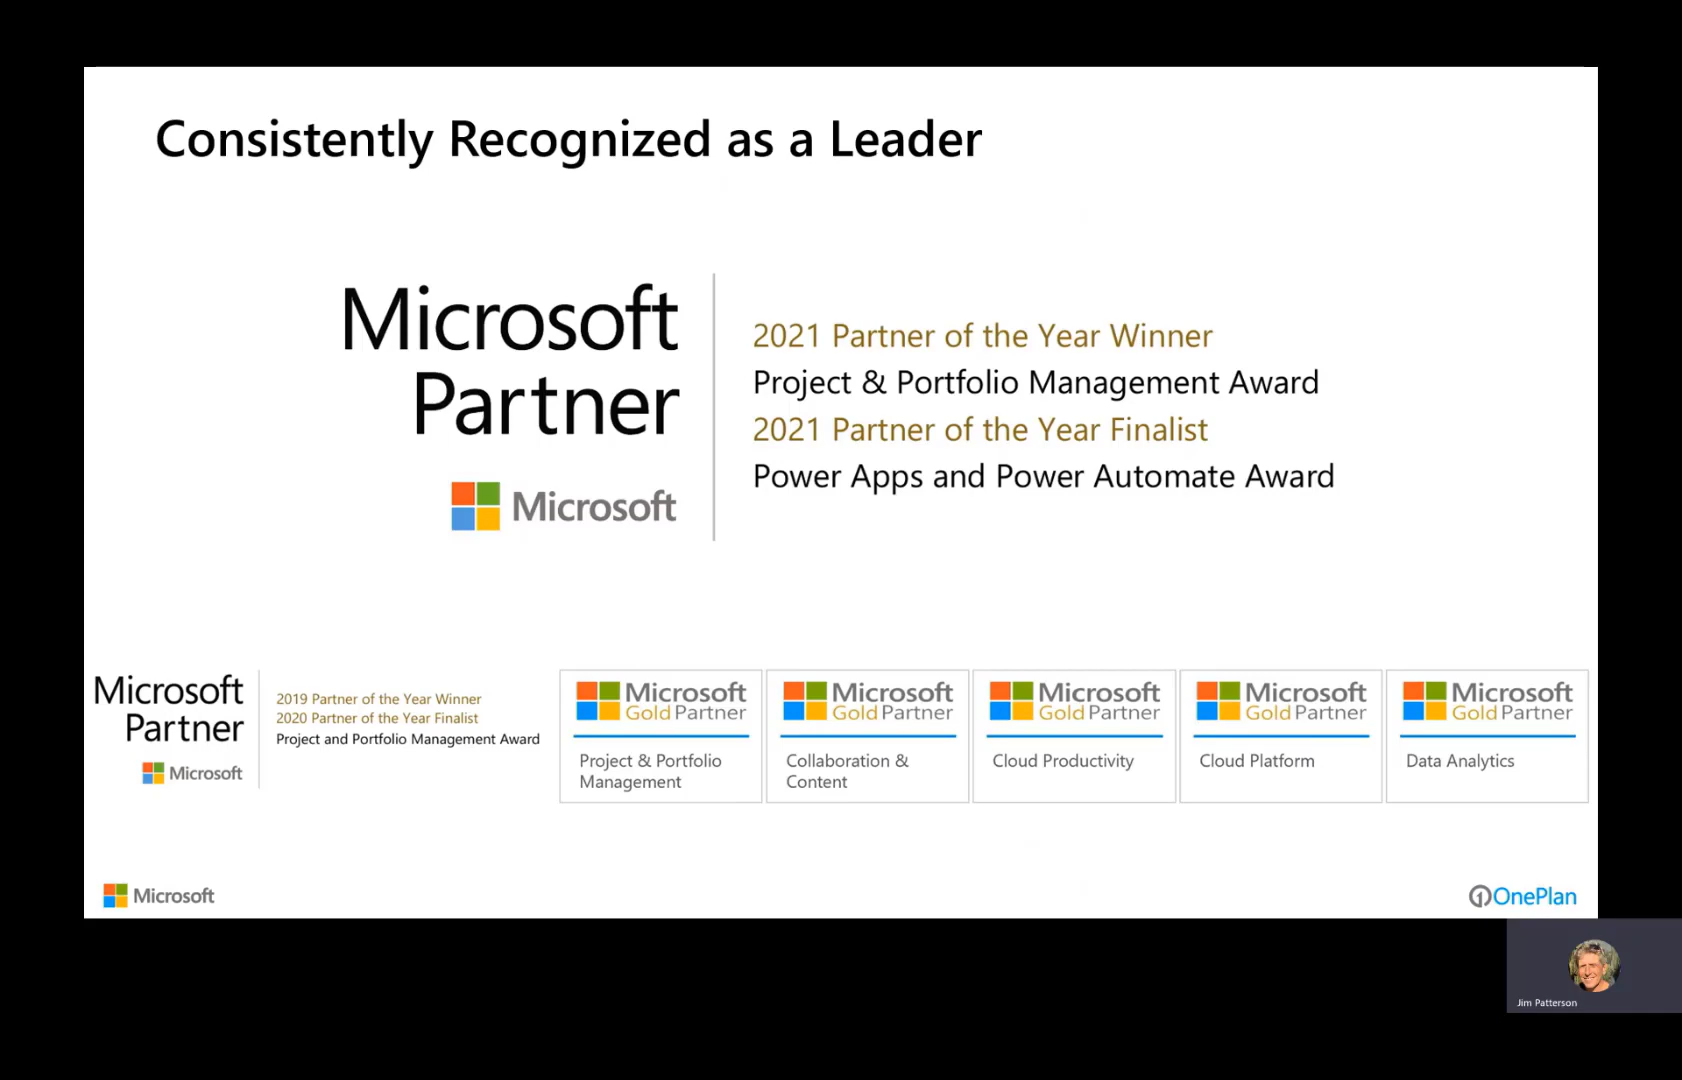 Consistently Recognized as a Leader
Microsoft
Partner
Microsoft
2021 Partner of the Year Winner
Project & Portfolio Management Award
2021 Partner of the Year Finalist
Power Apps and Power Automate Award
Microsoft
Partner
Microsoft
2019 Partner of the Year Winner
2020 Partner of the Year Finalist
Project and Portfolio Management Award
Microsoft
Gold Partner
Project & Portfolio
Management
Microsoft
Gold Partner
Collaboration &
Content
Microsoft
Gold Partner
Cloud Productivity
Microsoft
Gold Partner
Cloud Platform
Microsoft
Gold Partner
Data Analytics
Microsoft
OnePlan
Jim Patterson